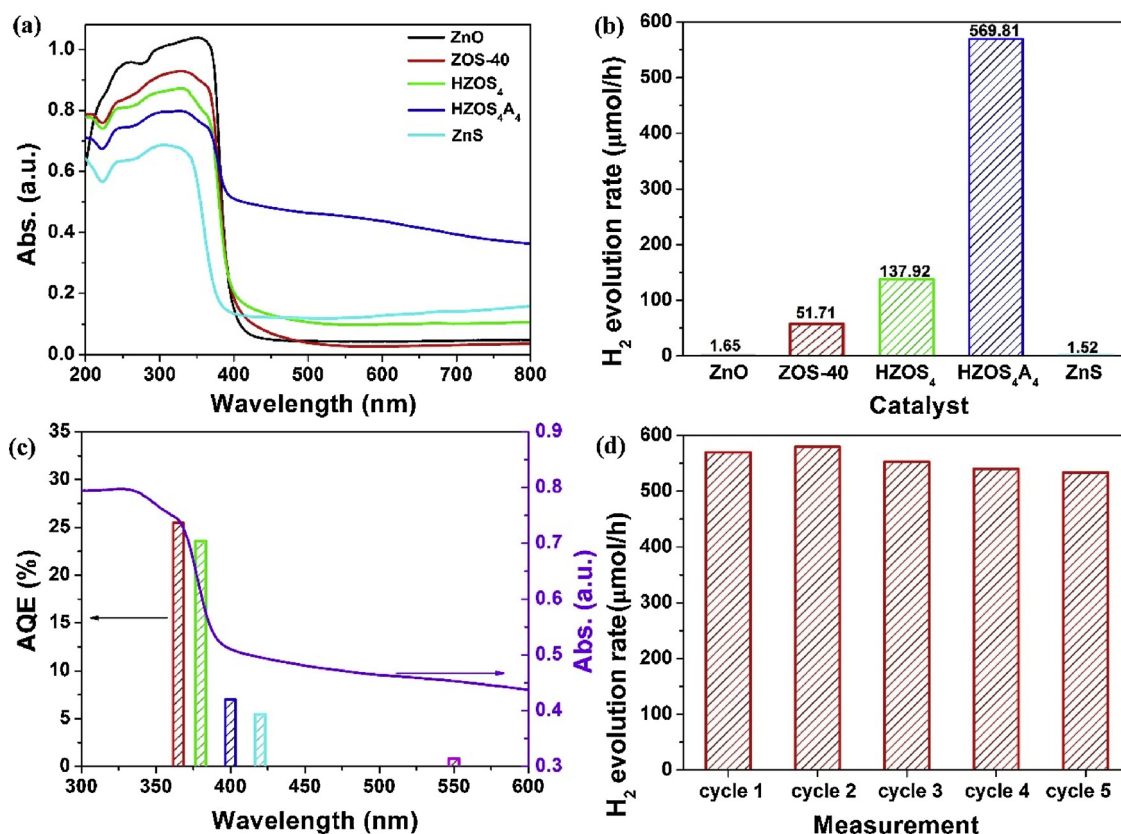 (a)
ZnO
ZOS-40
HZOS₄
HZOS₄A₄
ZnS
Abs. (a.u.)
1.0
0.8
0.6
0.4
0.2
0.0
200 300 400 500 600 700 800
Wavelength (nm)
(b)
H₂ evolution rate (μmol/h)
600
500
400
300
200
100
0
1.65
51.71
137.92
569.81
1.52
ZnO ZOS-40 HZOS₄ HZOS₄A₄ ZnS
Catalyst
(c)
AQE (%)
35
30
25
20
15
10
5
0
300 350 400 450 500 550 600
Wavelength (nm)
0.9
0.8
0.7
0.6
0.5
0.4
0.3
Abs. (a.u.)
(d)
H₂ evolution rate (μmol/h)
600
500
400
300
200
100
0
cycle 1 cycle 2 cycle 3 cycle 4 cycle 5
Measurement